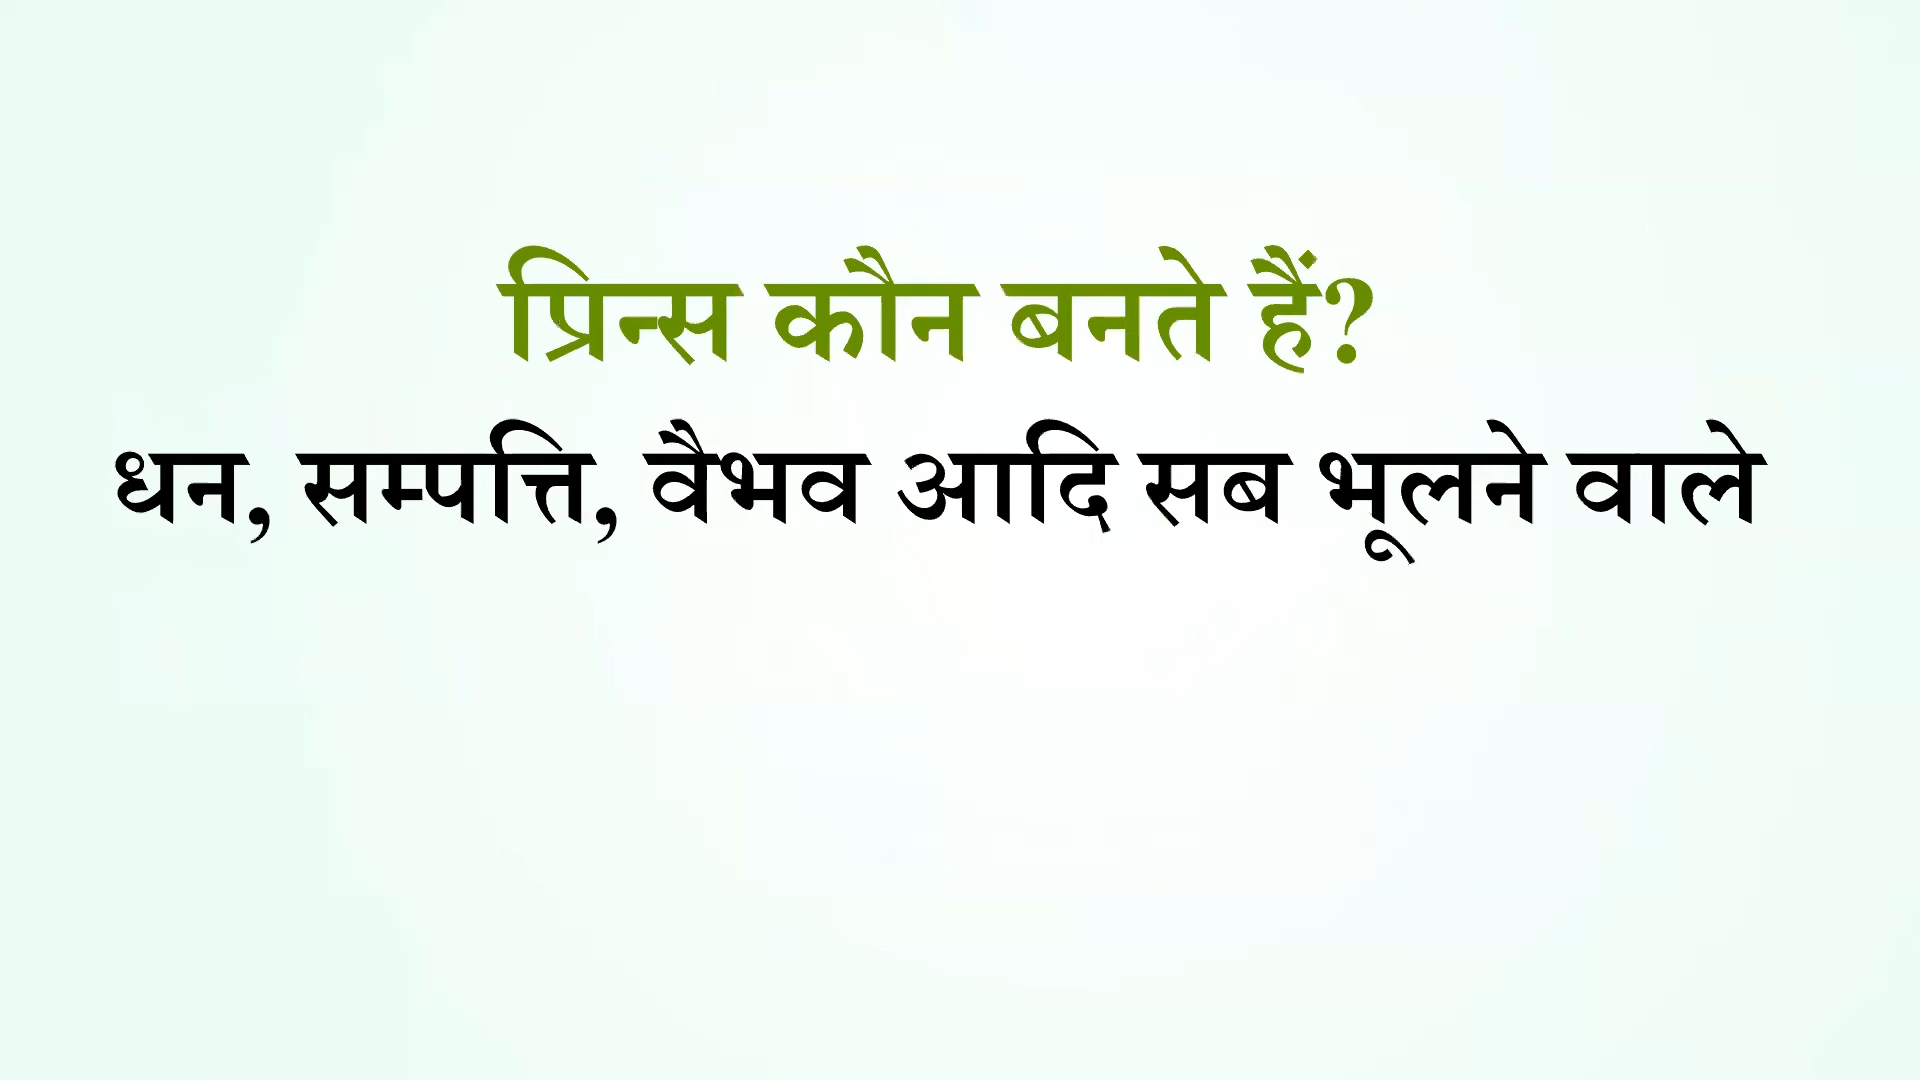 प्रिन्स कौन बनते हैं?
धन, सम्पत्ति, वैभव आदि सब भूलने वाले